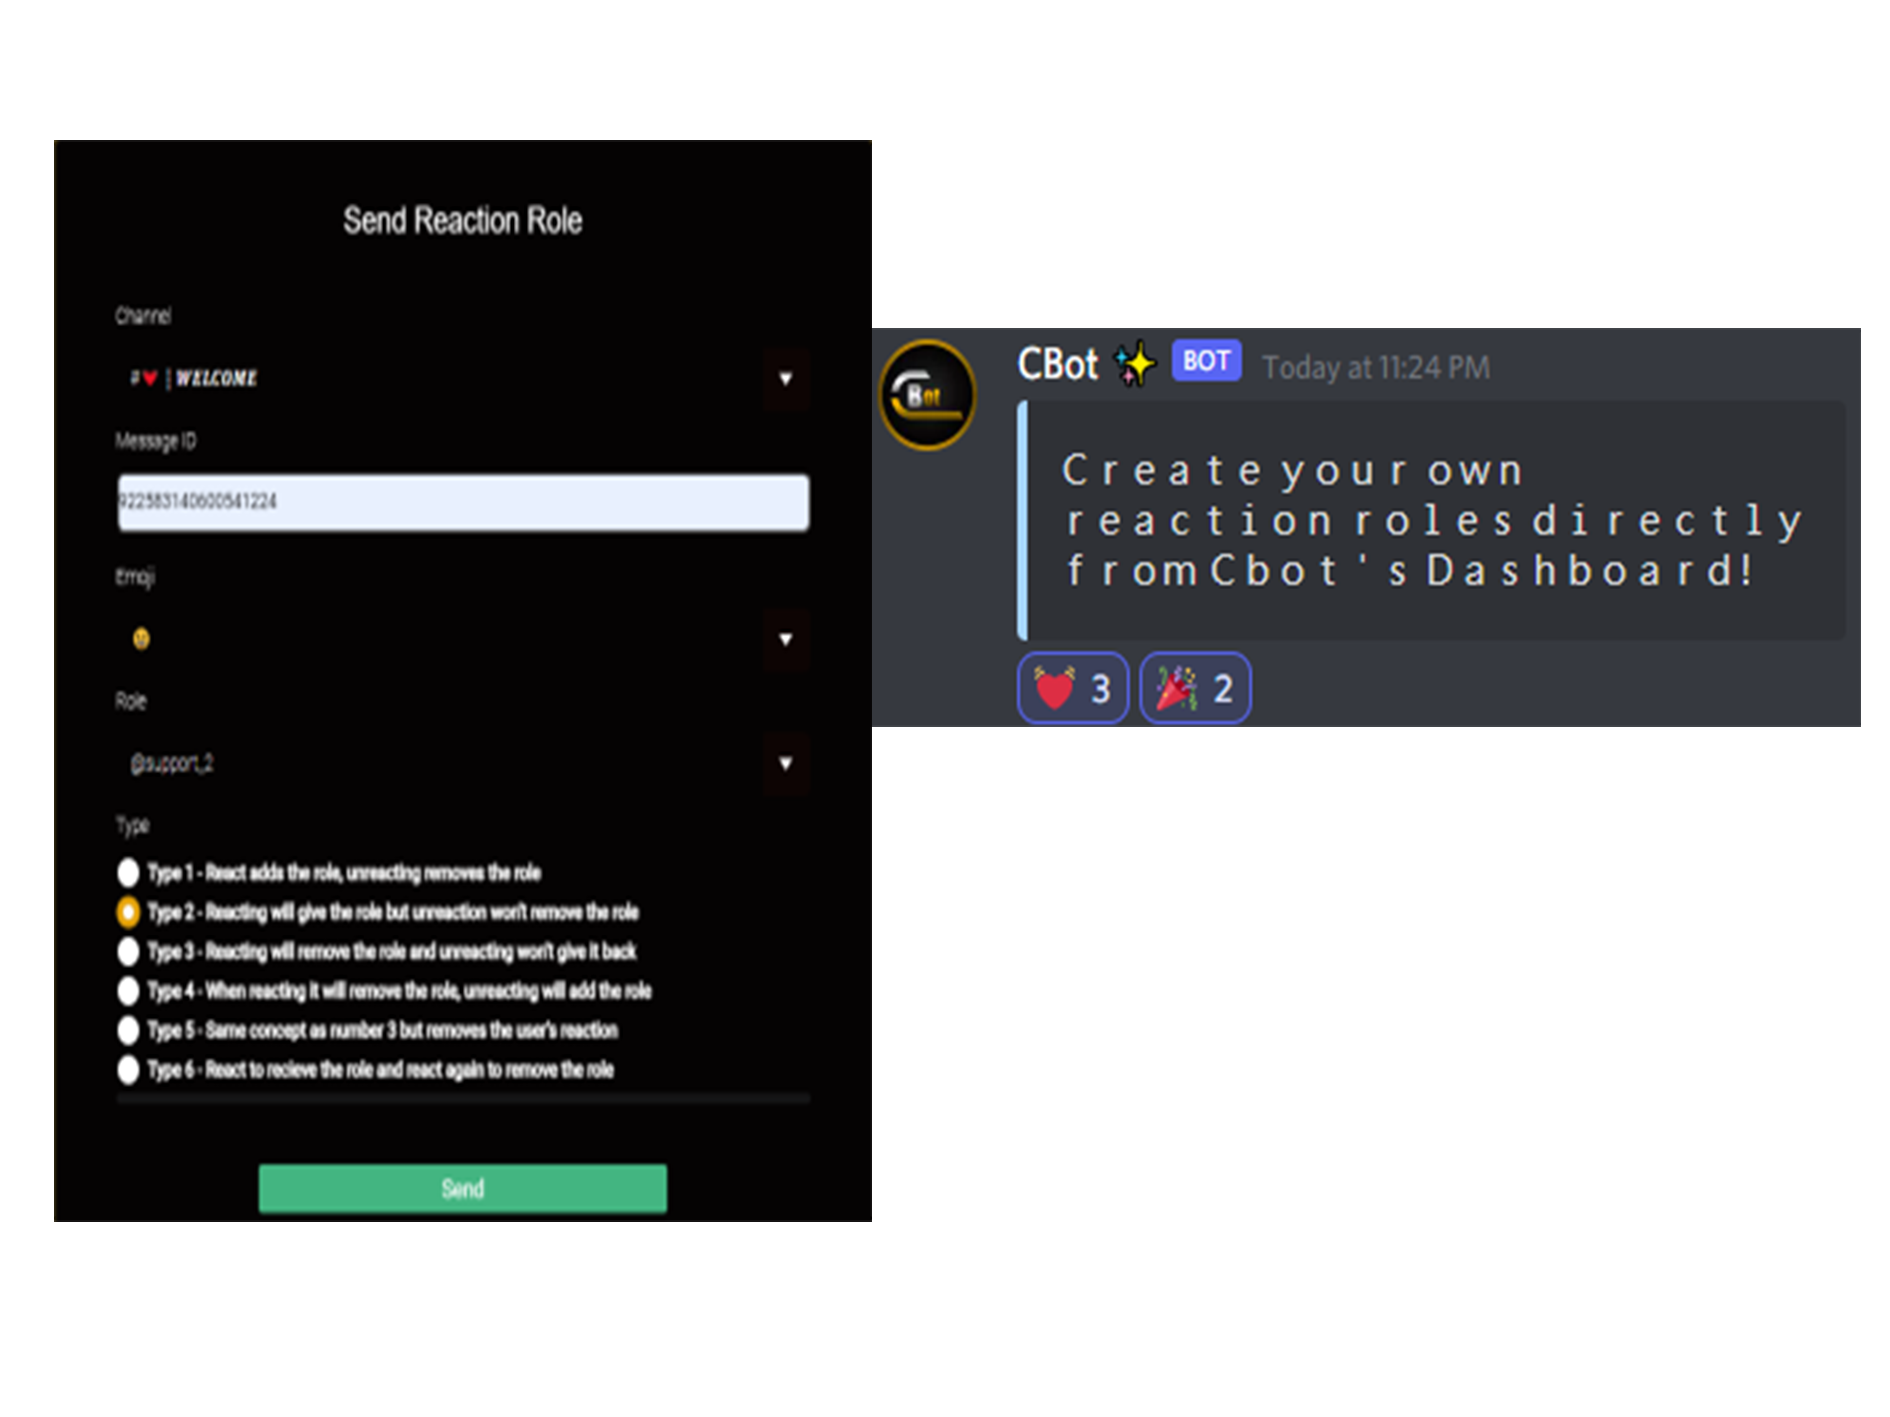 Send Reaction Role
Channel
#❤️ | WELCOME
Message ID
922583140600541224
Emoji
Role
@support_2
Type
Type 1 - React adds the role, unreacting removes the role
Type 2 - Reacting will give the role but unreaction won't remove the role
Type 3 - Reacting will remove the role and unreacting won't give it back
Type 4 - When reacting it will remove the role, unreacting will add the role
Type 5 - Same concept as number 3 but removes the user's reaction
Type 6 - React to recieve the role and react again to remove the role
Send
CBot ✨ BOT Today at 11:24 PM
Bot
Create your own
reaction roles directly
from Cbot's Dashboard!
3 2